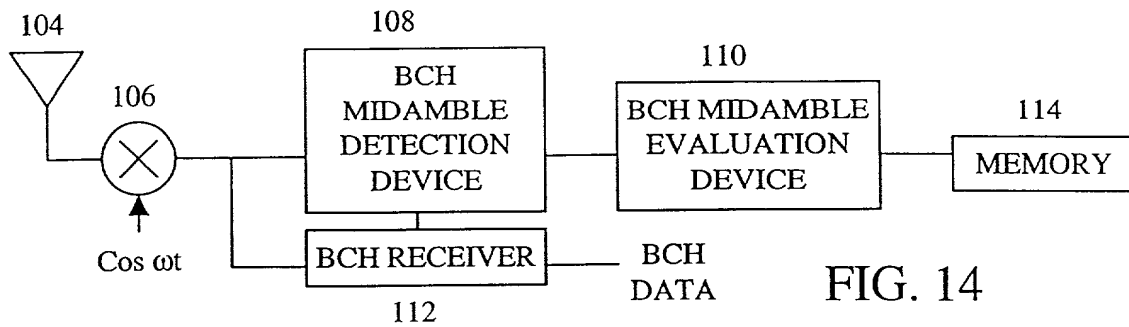 104
106
Cos ωt
108
BCH
MIDAMBLE
DETECTION
DEVICE
110
BCH MIDAMBLE
EVALUATION
DEVICE
114
MEMORY
BCH RECEIVER
112
BCH
DATA
FIG. 14